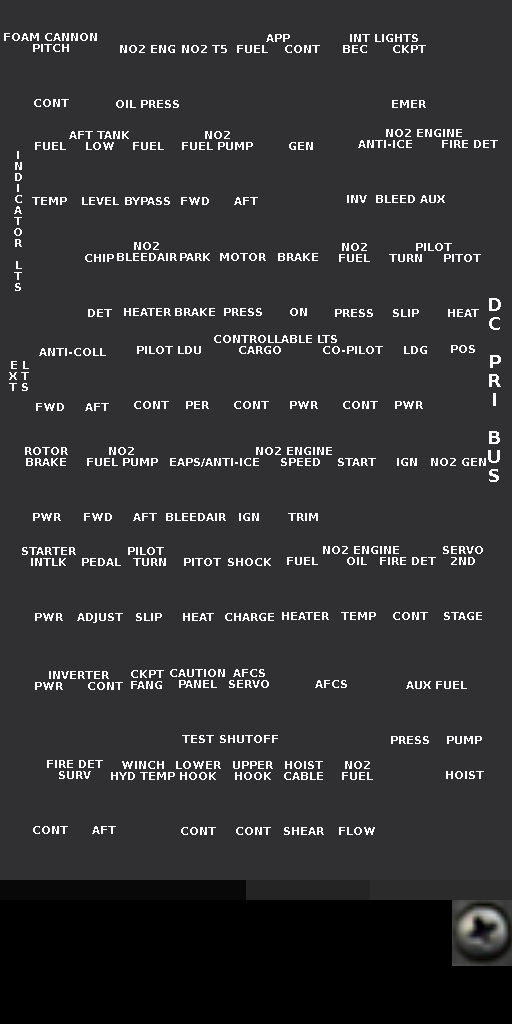 FOAM CANNON APP INT LIGHTS
PITCH NO2 ENG NO2 T5 FUEL CONT BEC CKPT
CONT OIL PRESS EMER
AFT TANK NO2 NO2 ENGINE
FUEL LOW FUEL FUEL PUMP GEN ANTI-ICE FIRE DET
INDICATOR LTS
TEMP LEVEL BYPASS FWD AFT INV BLEED AUX
NO2 NO2 PILOT
CHIP BLEEDAIR PARK MOTOR BRAKE FUEL TURN PITOT
DET HEATER BRAKE PRESS ON PRESS SLIP HEAT
DC PRI BUS
CONTROLLABLE LTS
ANTI-COLL PILOT LDU CARGO CO-PILOT LDG POS
EXT LTS
FWD AFT CONT PER CONT PWR CONT PWR
ROTOR NO2 NO2 ENGINE
BRAKE FUEL PUMP EAPS/ANTI-ICE SPEED START IGN NO2 GEN
PWR FWD AFT BLEEDAIR IGN TRIM
STARTER PILOT NO2 ENGINE SERVO
INTLK PEDAL TURN PITOT SHOCK FUEL OIL FIRE DET 2ND
PWR ADJUST SLIP HEAT CHARGE HEATER TEMP CONT STAGE
INVERTER CKPT CAUTION AFCS
PWR CONT FANG PANEL SERVO AFCS AUX FUEL
TEST SHUTOFF PRESS PUMP
FIRE DET WINCH LOWER UPPER HOIST NO2
SURV HYD TEMP HOOK HOOK CABLE FUEL HOIST
CONT AFT CONT CONT SHEAR FLOW